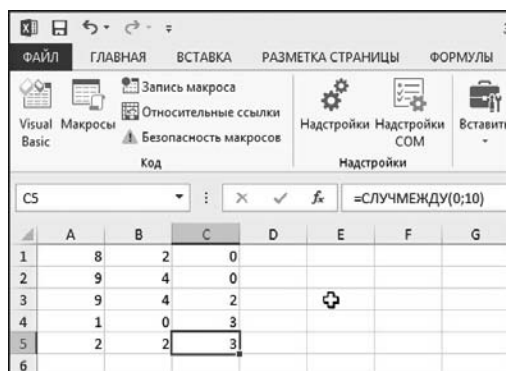 ФАЙЛ ГЛАВНАЯ ВСТАВКА РАЗМЕТКА СТРАНИЦЫ ФОРМУЛЫ
Visual Basic
Макросы
Запись макроса
Относительные ссылки
Безопасность макросов
Код
Надстройки
Надстройки COM
Надстройки
Вставить
C5 fx =СЛУЧМЕЖДУ(0;10)
A B C D E F G
1 8 2 0
2 9 4 0
3 9 4 2
4 1 0 3
5 2 2 3
6